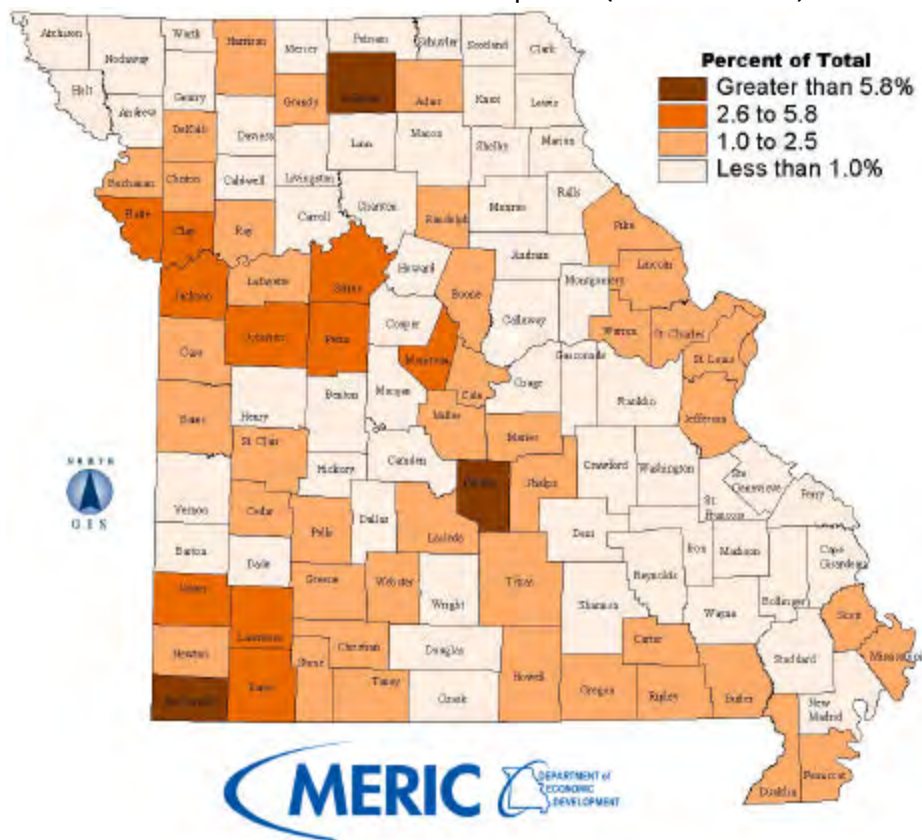 Percent of Total
Greater than 5.8%
2.6 to 5.8
1.0 to 2.5
Less than 1.0%
Atchison
Nodaway
Worth
Harrison
Mercer
Putnam
Schuyler
Scotland
Clark
Holt
Andrew
Gentry
Grundy
Adair
Knox
Lewis
DeKalb
Daviess
Linn
Macon
Shelby
Marion
Buchanan
Clinton
Caldwell
Livingston
Chariton
Randolph
Monroe
Ralls
Platte
Clay
Ray
Carroll
Pike
Jackson
Lafayette
Saline
Howard
Boone
Audrain
Montgomery
Lincoln
Johnson
Pettis
Cooper
Moniteau
Callaway
Warren
St. Charles
St. Louis
Cass
Gasconade
Bates
Henry
Benton
Morgan
Cole
Osage
Franklin
Jefferson
St. Clair
Miller
Maries
Hickory
Camden
Phelps
Crawford
Washington
Ste
Genevieve
St.
Francois
Perry
Vernon
Cedar
Polk
Dallas
Laclede
Dent
Iron
Madison
Cape
Girardeau
Barton
Dade
Greene
Webster
Wright
Texas
Shannon
Reynolds
Wayne
Bollinger
Scott
Lawrence
Newton
Stone
Christian
Douglas
Carter
Stoddard
Mississippi
Taney
Ozark
Howell
Oregon
Ripley
Butler
New
Madrid
Dunklin
Pemiscot
NORTH
GIS
MERIC
DEPARTMENT of
ECONOMIC
DEVELOPMENT